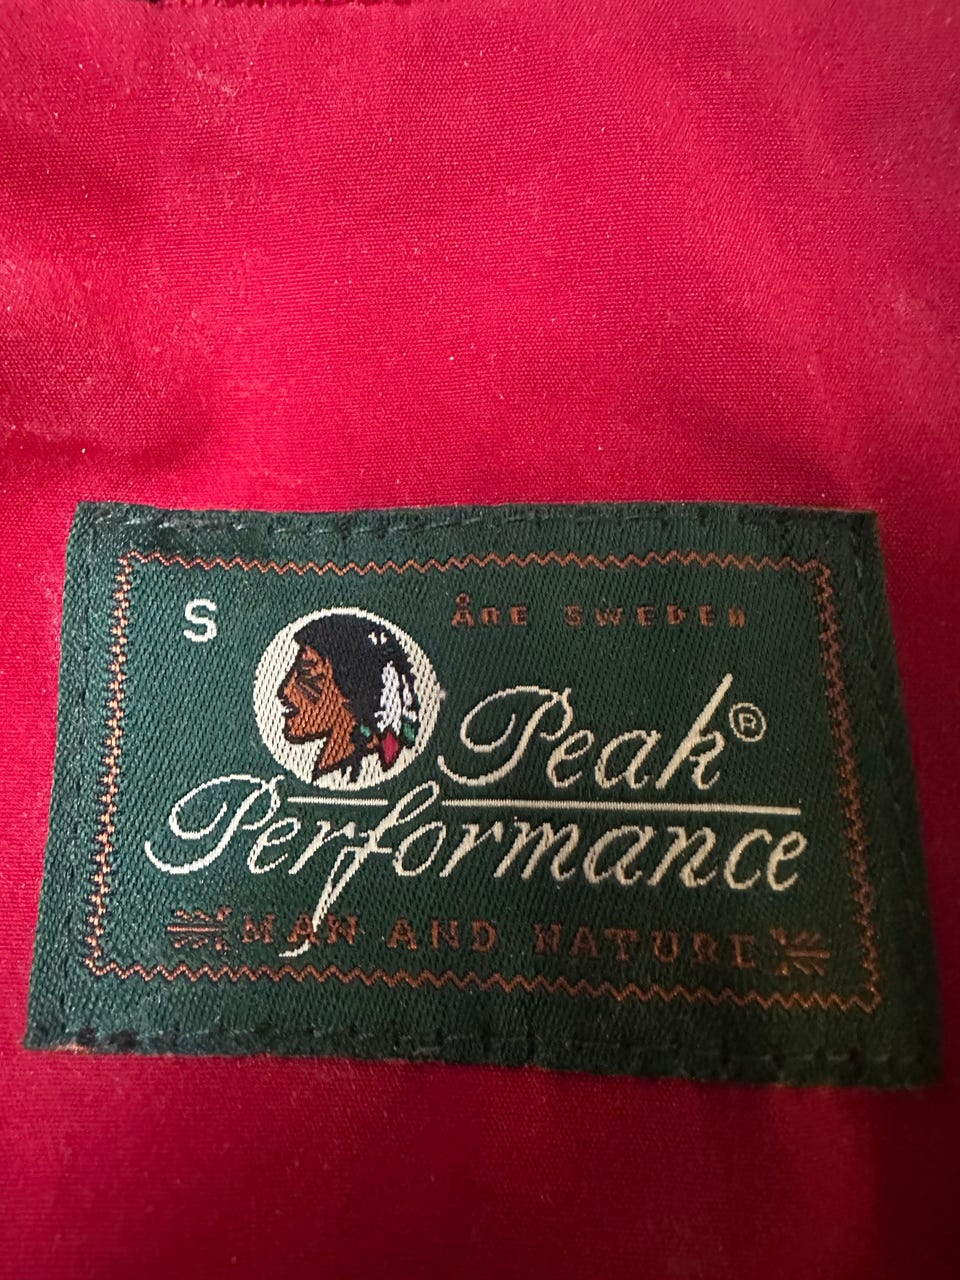 S
ÅRE SWEDEN
Peak®
Performance
MAN AND NATURE